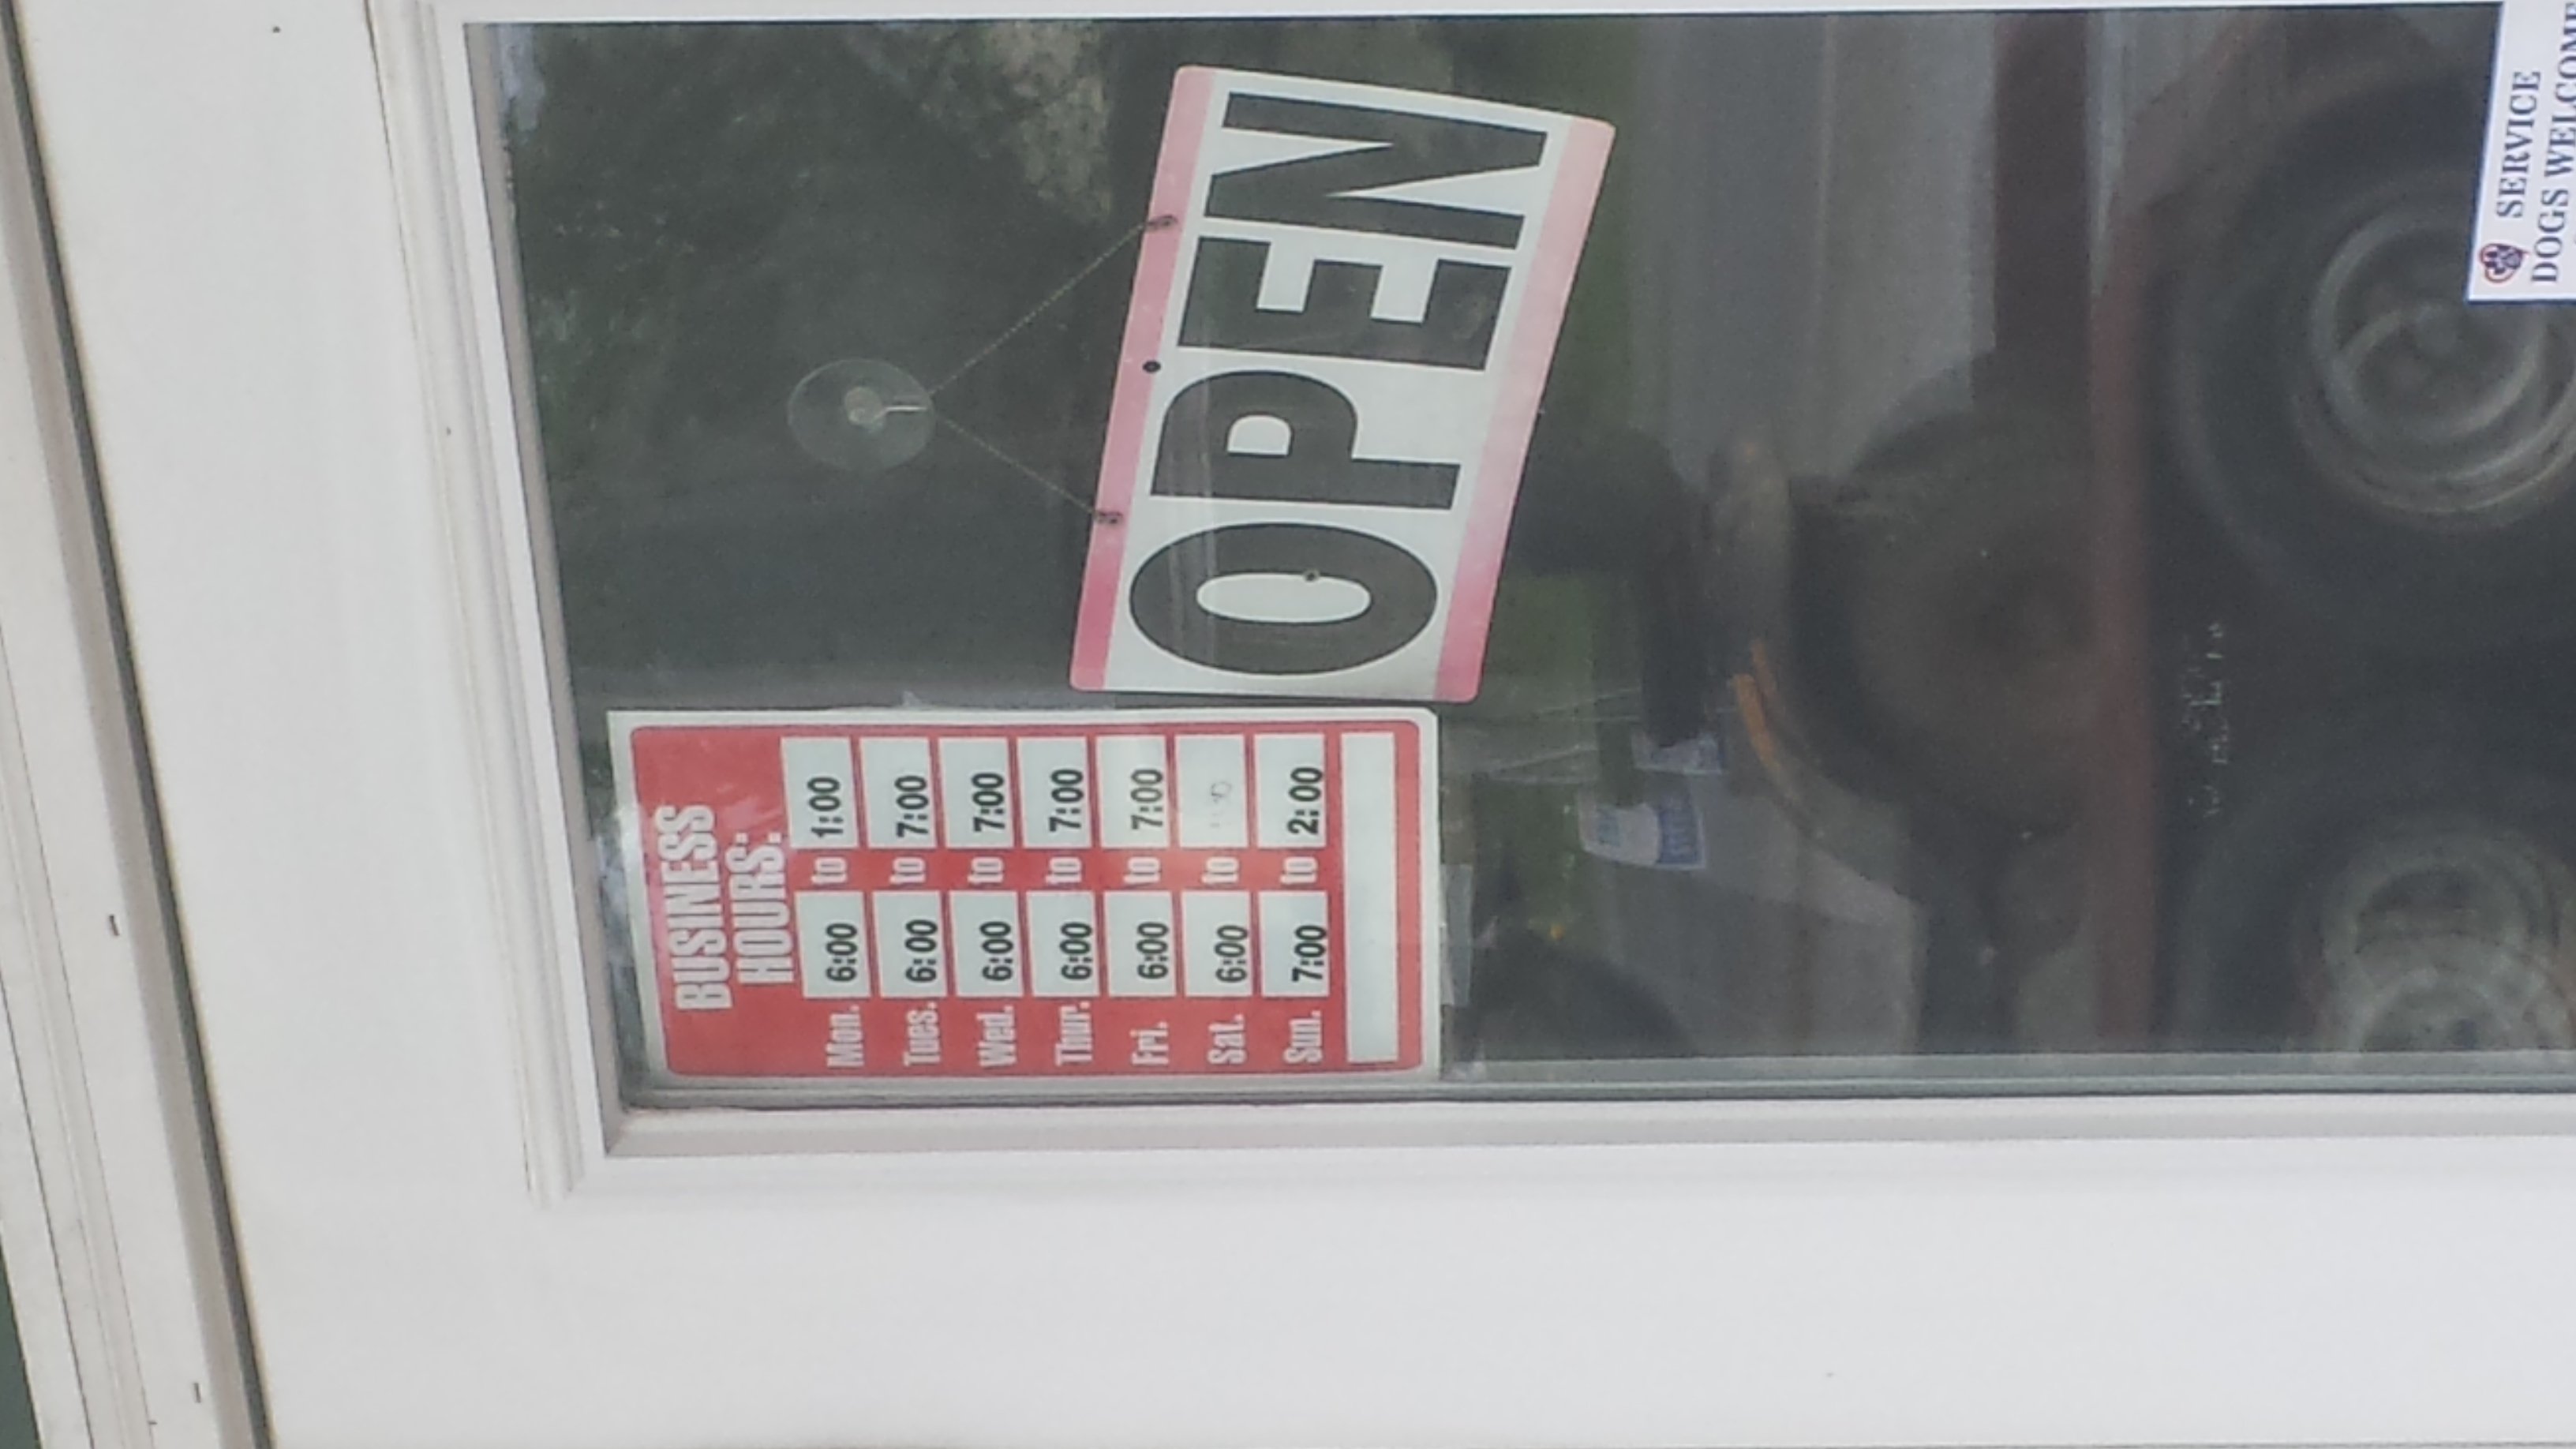 OPEN
BUSINESS
HOURS:
Mon. 6:00 to 1:00
Tues. 6:00 to 7:00
Wed. 6:00 to 7:00
Thur. 6:00 to 7:00
Fri. 6:00 to 7:00
Sat. 6:00 to
Sun. 7:00 to 2:00
SERVICE
DOGS WELCOME